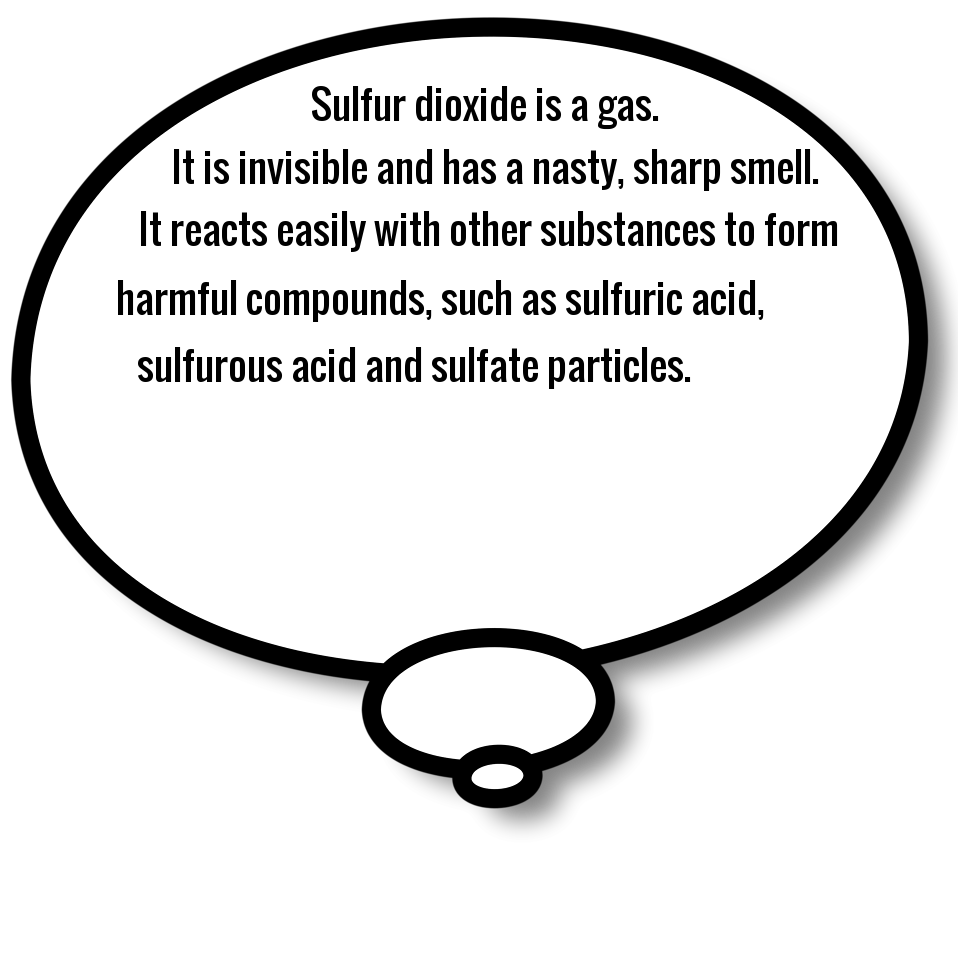 Sulfur dioxide is a gas.
It is invisible and has a nasty, sharp smell.
It reacts easily with other substances to form
harmful compounds, such as sulfuric acid,
sulfurous acid and sulfate particles.